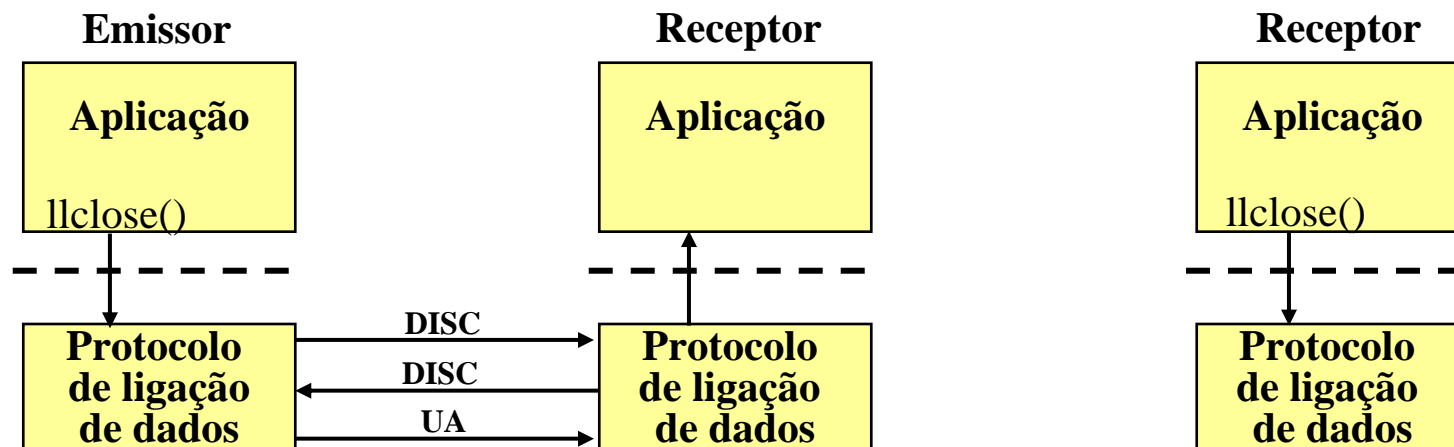 Emissor
Receptor
Receptor
Aplicação
Aplicação
Aplicação
llclose()
llclose()
DISC
DISC
UA
Protocolo
de ligação
de dados
Protocolo
de ligação
de dados
Protocolo
de ligação
de dados